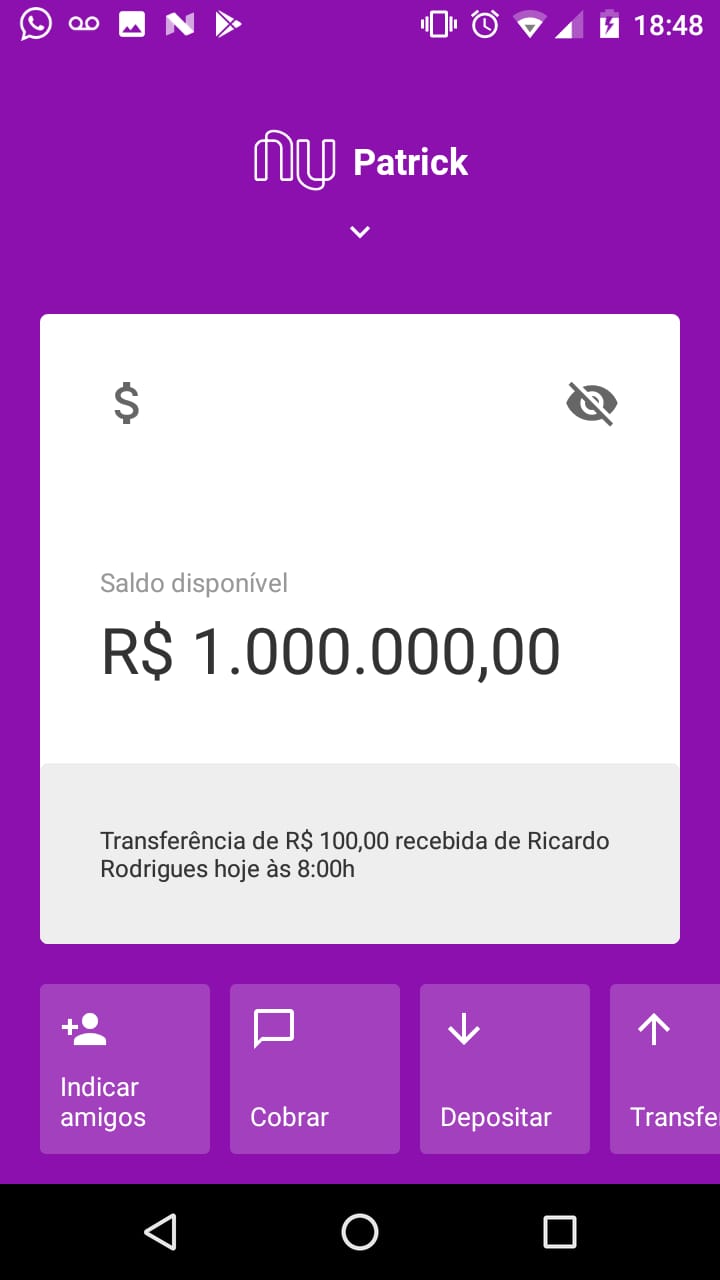 18:48
nu Patrick
$
Saldo disponível
R$ 1.000.000,00
Transferência de R$ 100,00 recebida de Ricardo
Rodrigues hoje às 8:00h
Indicar
amigos
Cobrar
Depositar
Transfe